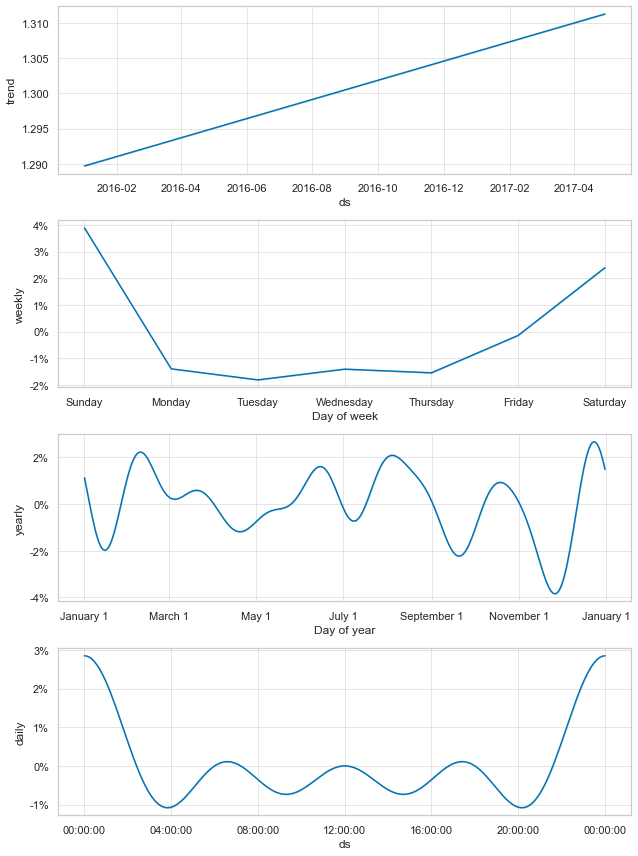 trend
1.310
1.305
1.300
1.295
1.290
2016-02 2016-04 2016-06 2016-08 2016-10 2016-12 2017-02 2017-04
ds
weekly
4%
3%
2%
1%
0%
-1%
-2%
Sunday Monday Tuesday Wednesday Thursday Friday Saturday
Day of week
yearly
2%
0%
-2%
-4%
January 1 March 1 May 1 July 1 September 1 November 1 January 1
Day of year
daily
3%
2%
1%
0%
-1%
00:00:00 04:00:00 08:00:00 12:00:00 16:00:00 20:00:00 00:00:00
ds